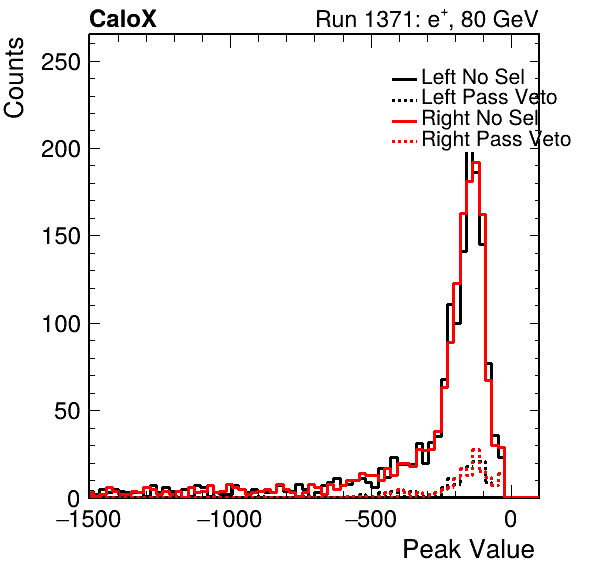 CaloX Run 1371: e⁺, 80 GeV
Counts
250
200
150
100
50
0
Left No Sel
Left Pass Veto
Right No Sel
Right Pass Veto
−1500 −1000 −500 0
Peak Value